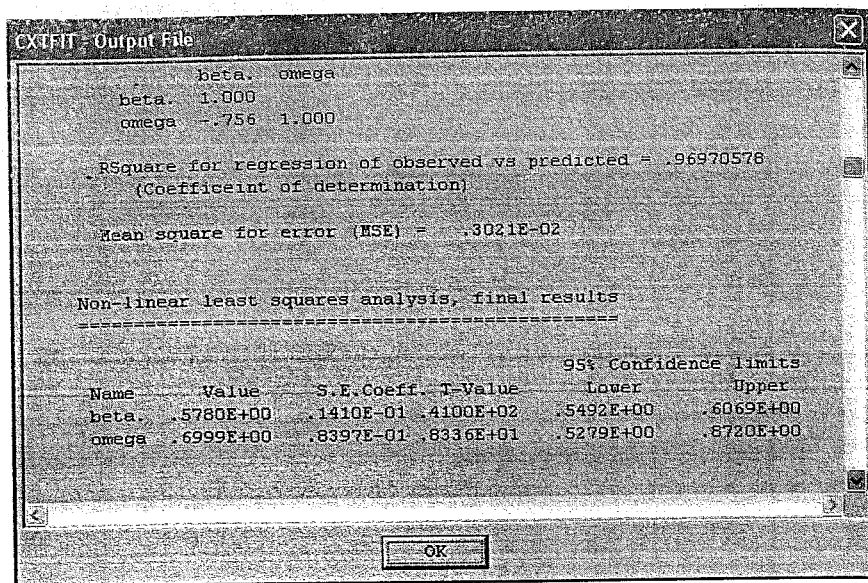 CXTFIT - Output File
beta. omega
beta. 1.000
omega -.756 1.000
RSquare for regression of observed vs predicted = .96970578
(Coefficeint of determination)
Mean square for error (MSE) = .3021E-02
Non-linear least squares analysis, final results
================================================
95% Confidence limits
Name Value S.E.Coeff. T-Value Lower Upper
beta. .5780E+00 .1410E-01 .4100E+02 .5492E+00 .6069E+00
omega .6999E+00 .8397E-01 .8336E+01 .5279E+00 .8720E+00
OK